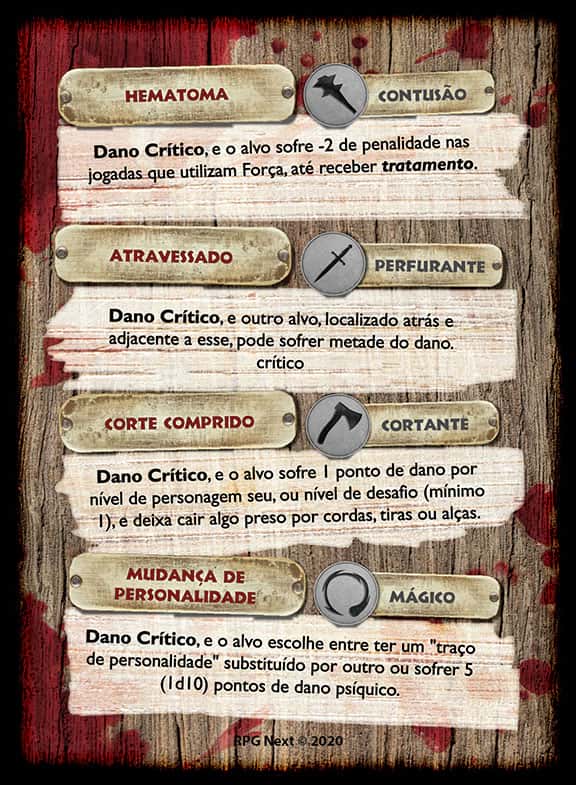 HEMATOMA
CONTUSÃO
Dano Crítico, e o alvo sofre -2 de penalidade nas
jogadas que utilizam Força, até receber tratamento.
ATRAVESSADO
PERFURANTE
Dano Crítico, e outro alvo, localizado atrás e
adjacente a esse, pode sofrer metade do dano.
crítico
CORTE COMPRIDO
CORTANTE
Dano Crítico, e o alvo sofre 1 ponto de dano por
nível de personagem seu, ou nível de desafio (mínimo
1), e deixa cair algo preso por cordas, tiras ou alças.
MUDANÇA DE
PERSONALIDADE
MÁGICO
Dano Crítico, e o alvo escolhe entre ter um "traço
de personalidade" substituído por outro ou sofrer 5
(1d10) pontos de dano psíquico.
RPG Next © 2020